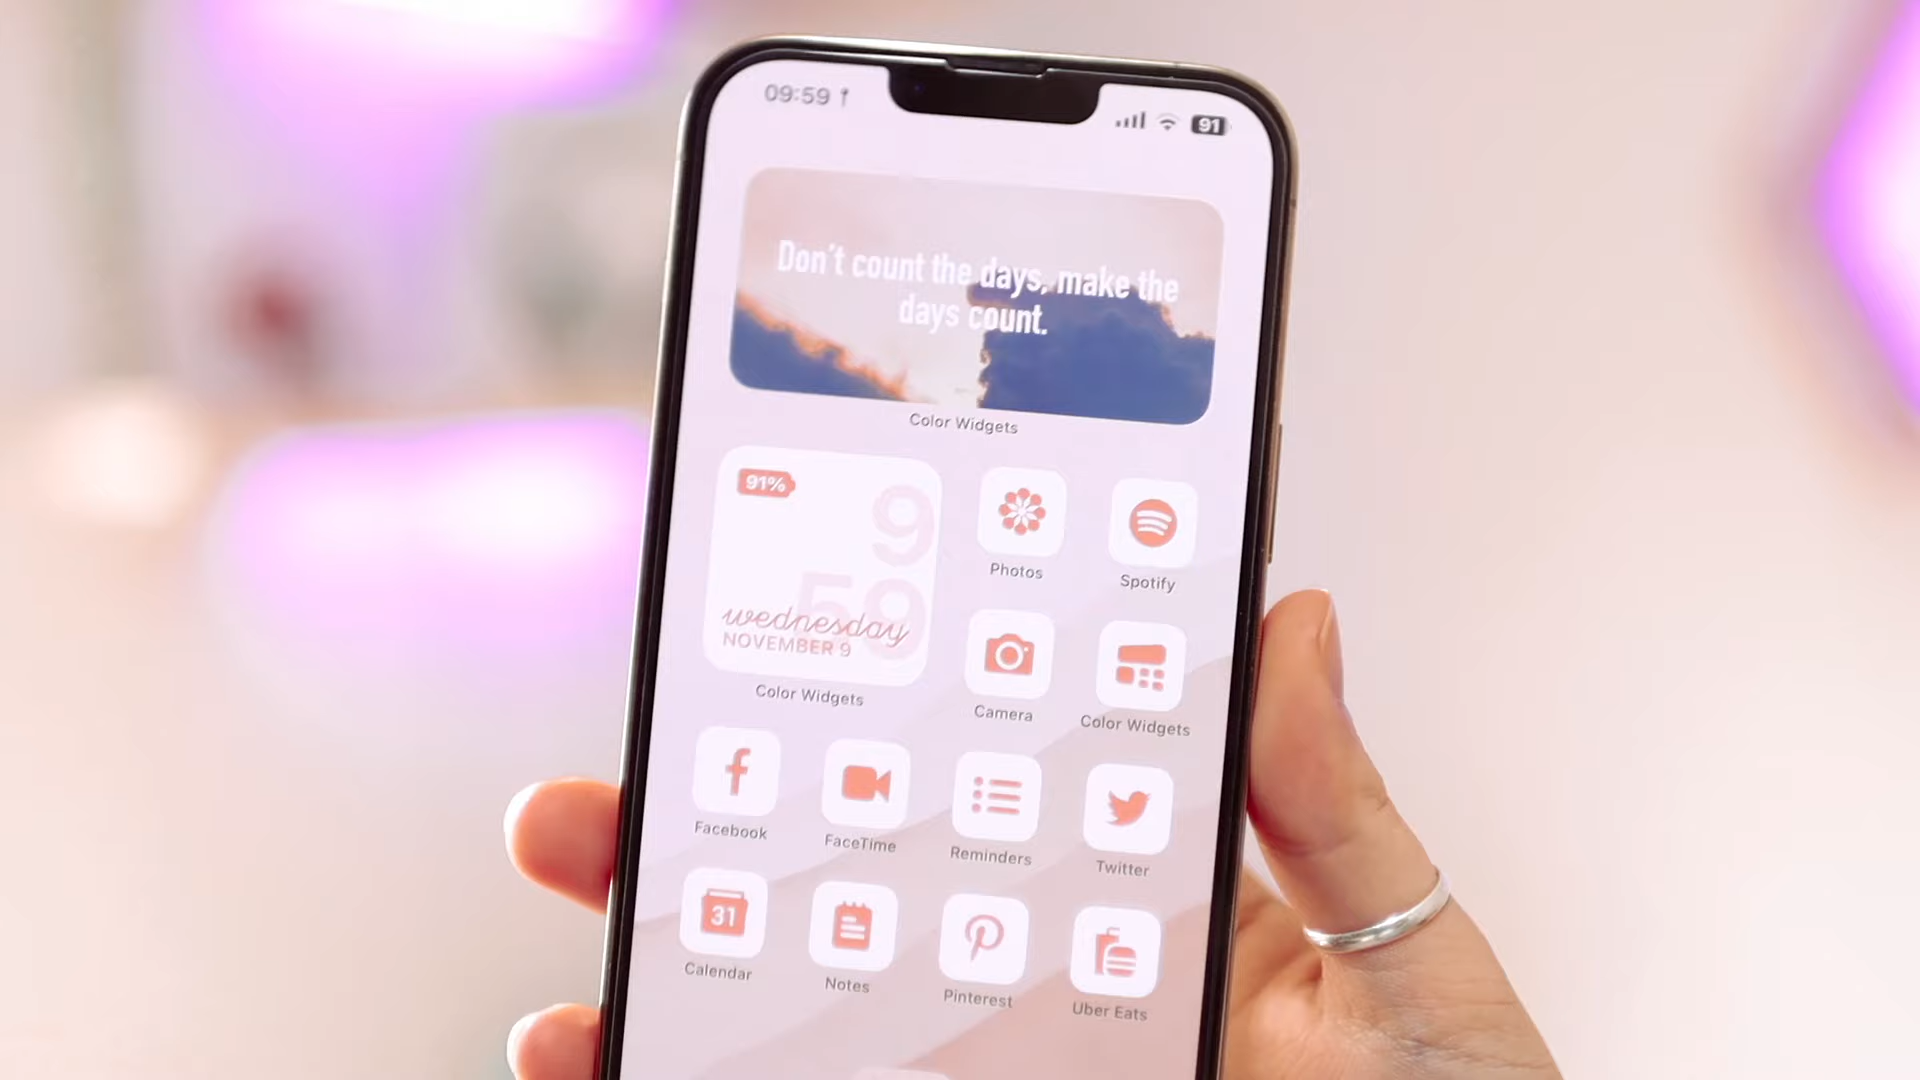 09:59
91
Don't count the days, make the
days count.
Color Widgets
91%
9
59
wednesday
NOVEMBER 9
Color Widgets
Photos
Spotify
Camera
Color Widgets
Facebook
FaceTime
Reminders
Twitter
31
Calendar
Notes
Pinterest
Uber Eats